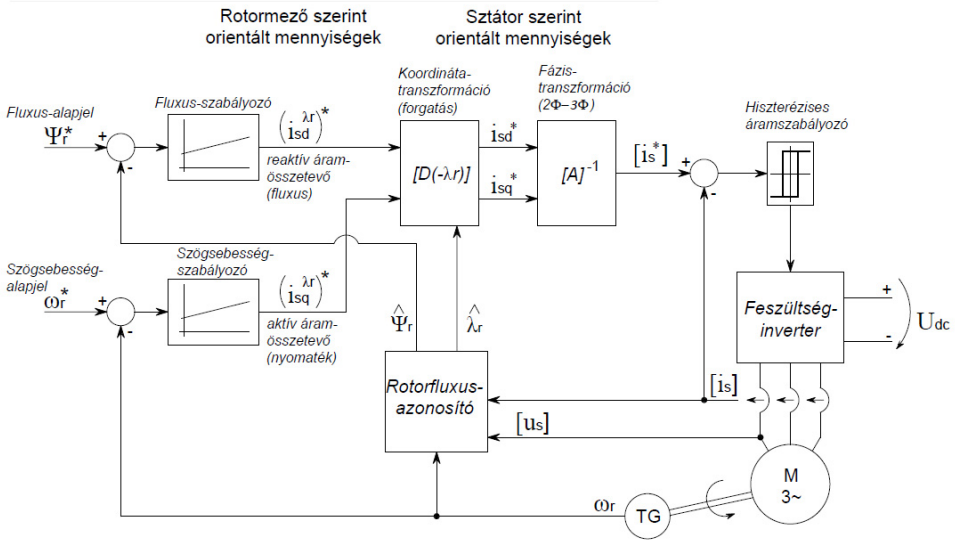 Rotormező szerint
orientált mennyiségek
Sztátor szerint
orientált mennyiségek
Fluxus-alapjel
Ψr*
+
-
Fluxus-szabályozó
(isd^λr)*
reaktív áram-
összetevő
(fluxus)
Koordináta-
transzformáció
(forgatás)
[D(-λr)]
isd*
isq*
Fázis-
transzformáció
(2Φ–3Φ)
[A]⁻¹
[is*]
+
-
Hiszterézises
áramszabályozó
Szögsebesség-
alapjel
ωr*
+
-
Szögsebesség-
szabályozó
(isq^λr)*
aktív áram-
összetevő
(nyomaték)
Ψ̂r
λ̂r
Rotorfluxus-
azonosító
Feszültség-
inverter
+
-
Udc
[is]
[us]
M
3~
ωr
TG